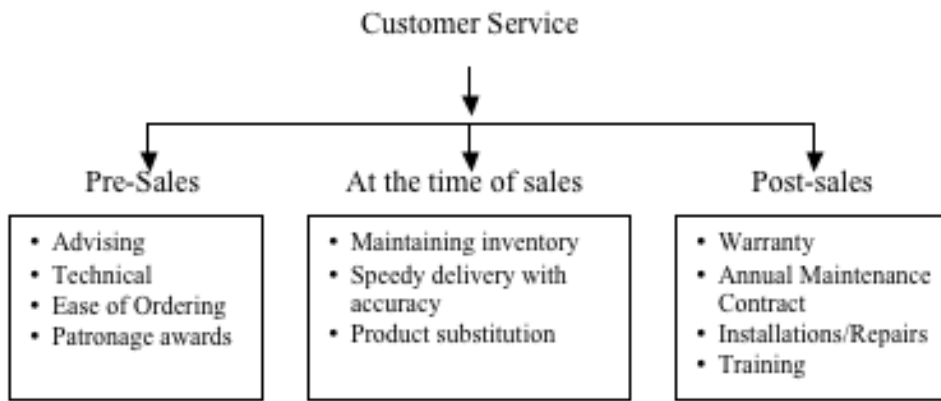 Customer Service
Pre-Sales
At the time of sales
Post-sales
• Advising
• Technical
• Ease of Ordering
• Patronage awards
• Maintaining inventory
• Speedy delivery with
accuracy
• Product substitution
• Warranty
• Annual Maintenance
Contract
• Installations/Repairs
• Training